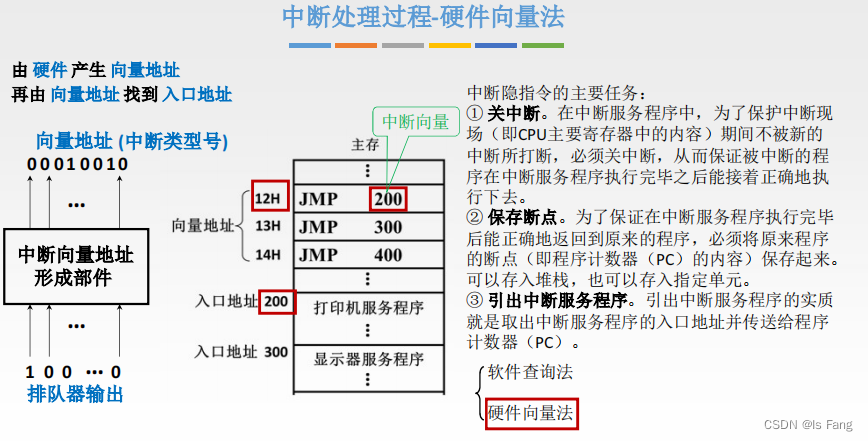 中断处理过程-硬件向量法
由 硬件 产生 向量地址
再由 向量地址 找到 入口地址
向量地址 (中断类型号)
00010010
...
中断向量地址
形成部件
...
1 0 0 ... 0
排队器输出
中断向量
主存
⋮
12H JMP 200
向量地址 13H JMP 300
14H JMP 400
⋮
入口地址 200 打印机服务程序
⋮
入口地址 300 显示器服务程序
⋮
中断隐指令的主要任务：
① 关中断。在中断服务程序中，为了保护中断现
场（即CPU主要寄存器中的内容）期间不被新的
中断所打断，必须关中断，从而保证被中断的程
序在中断服务程序执行完毕之后能接着正确地执
行下去。
② 保存断点。为了保证在中断服务程序执行完毕
后能正确地返回到原来的程序，必须将原来程序
的断点（即程序计数器（PC）的内容）保存起来。
可以存入堆栈，也可以存入指定单元。
③ 引出中断服务程序。引出中断服务程序的实质
就是取出中断服务程序的入口地址并传送给程序
计数器（PC）。
软件查询法
硬件向量法
CSDN @ls Fang